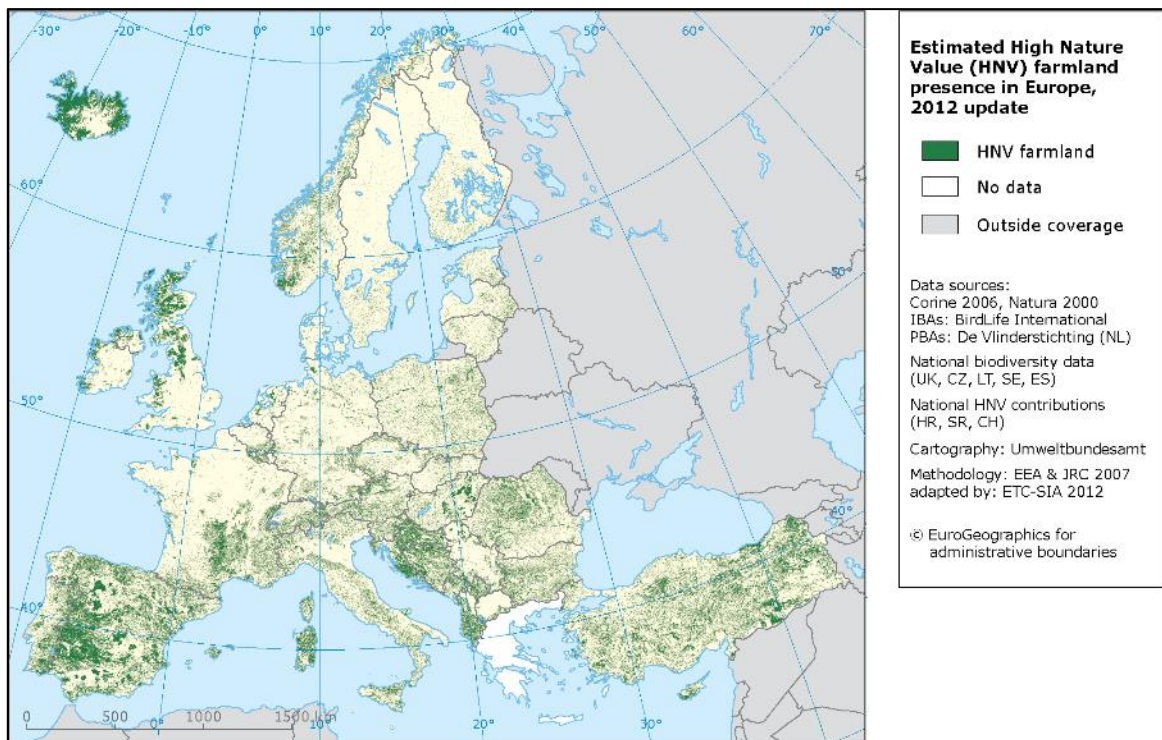 -30°
-20°
-10°
0°
10°
20°
30°
40°
50°
60°
70°
60°
50°
50°
40°
40°
0
500
1000
1500 km
0°
10°
20°
30°
40°
Estimated High Nature
Value (HNV) farmland
presence in Europe,
2012 update
HNV farmland
No data
Outside coverage
Data sources:
Corine 2006, Natura 2000
IBAs: BirdLife International
PBAs: De Vlinderstichting (NL)
National biodiversity data
(UK, CZ, LT, SE, ES)
National HNV contributions
(HR, SR, CH)
Cartography: Umweltbundesamt
Methodology: EEA & JRC 2007
adapted by: ETC-SIA 2012
© EuroGeographics for
administrative boundaries